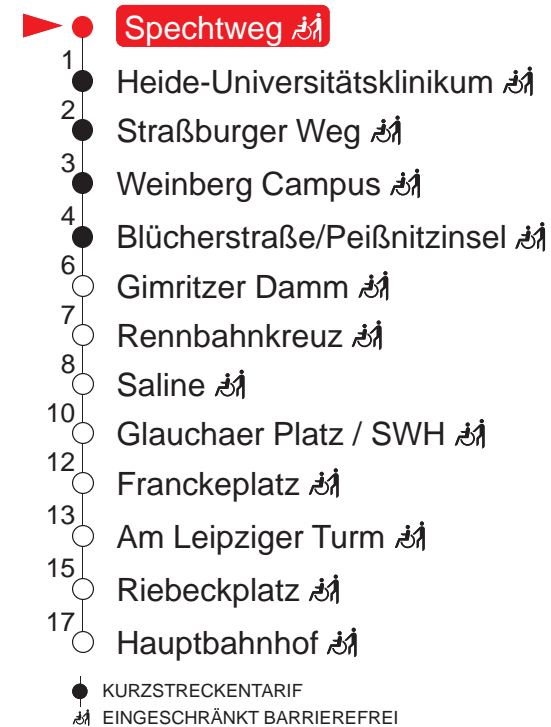 Spechtweg
1
Heide-Universitätsklinikum
2
Straßburger Weg
3
Weinberg Campus
4
Blücherstraße/Peißnitzinsel
6
Gimritzer Damm
7
Rennbahnkreuz
8
Saline
10
Glauchaer Platz / SWH
12
Franckeplatz
13
Am Leipziger Turm
15
Riebeckplatz
17
Hauptbahnhof
KURZSTRECKENTARIF
EINGESCHRÄNKT BARRIEREFREI